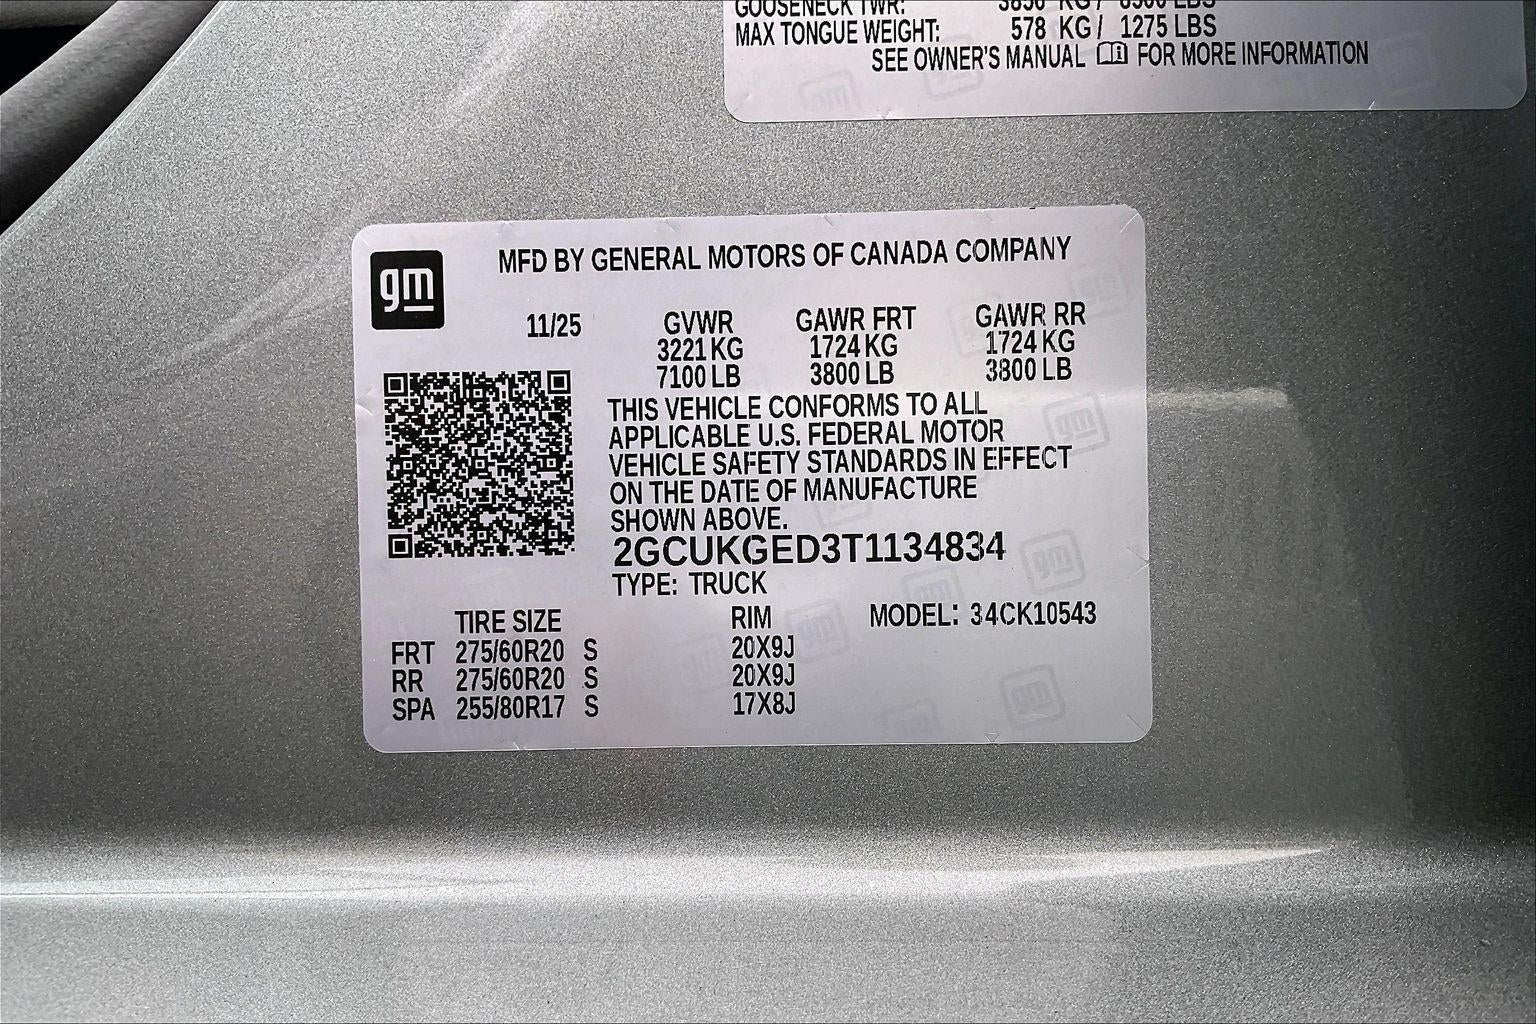 GOOSENECK TWR: 3856 KG/ 8500 LBS
MAX TONGUE WEIGHT: 578 KG/ 1275 LBS
SEE OWNER'S MANUAL FOR MORE INFORMATION
gm
MFD BY GENERAL MOTORS OF CANADA COMPANY
11/25 GVWR GAWR FRT GAWR RR
3221 KG 1724 KG 1724 KG
7100 LB 3800 LB 3800 LB
THIS VEHICLE CONFORMS TO ALL
APPLICABLE U.S. FEDERAL MOTOR
VEHICLE SAFETY STANDARDS IN EFFECT
ON THE DATE OF MANUFACTURE
SHOWN ABOVE.
2GCUKGED3T1134834
TYPE: TRUCK
TIRE SIZE RIM MODEL: 34CK10543
FRT 275/60R20 S 20X9J
RR 275/60R20 S 20X9J
SPA 255/80R17 S 17X8J